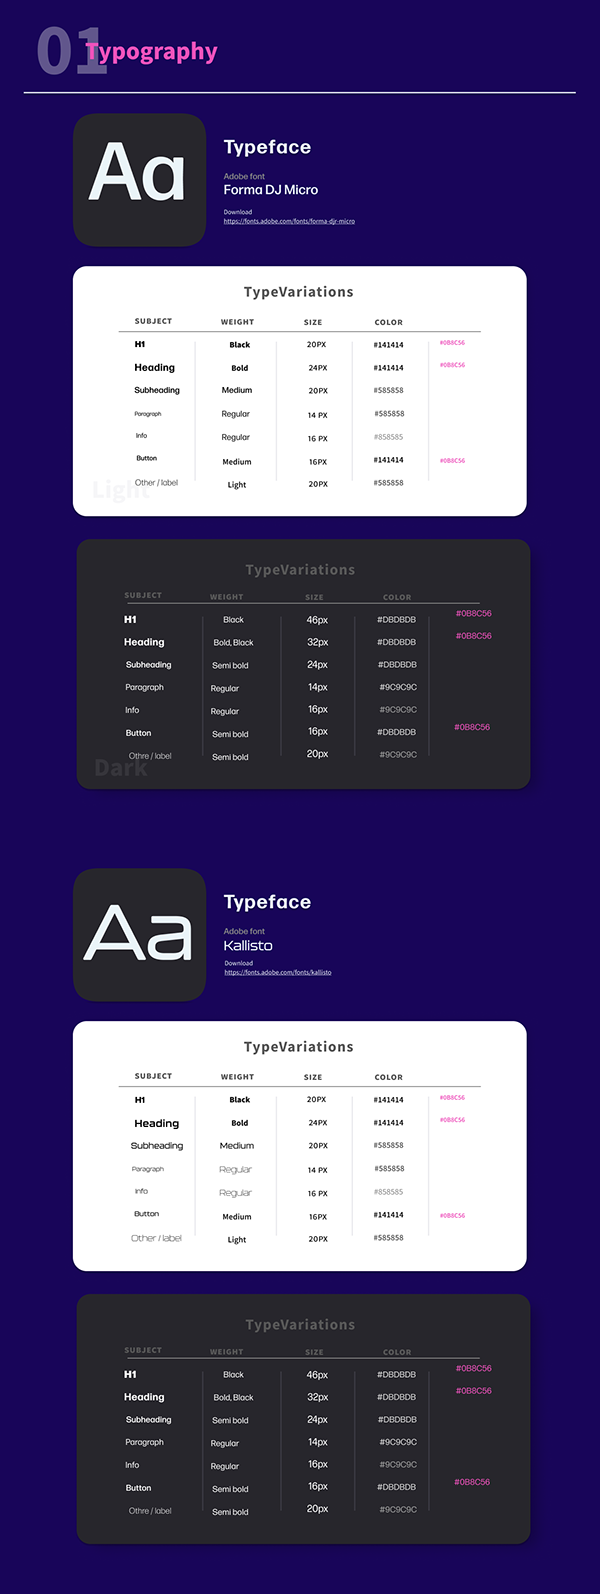 01
Typography
Aa
Typeface
Adobe font
Forma DJ Micro
Download
https://fonts.adobe.com/fonts/forma-djr-micro
TypeVariations
SUBJECT WEIGHT SIZE COLOR
H1 Black 20PX #141414 #0B8C56
Heading Bold 24PX #141414 #0B8C56
Subheading Medium 20PX #585858
Paragraph Regular 14 PX #585858
Info Regular 16 PX #858585
Button Medium 16PX #141414 #0B8C56
Other / label Light 20PX #585858
Light
TypeVariations
SUBJECT WEIGHT SIZE COLOR
H1 Black 46px #DBDBDB #0B8C56
Heading Bold, Black 32px #DBDBDB #0B8C56
Subheading Semi bold 24px #DBDBDB
Paragraph Regular 14px #9C9C9C
Info Regular 16px #9C9C9C
Button Semi bold 16px #DBDBDB #0B8C56
Othre / label Semi bold 20px #9C9C9C
Dark
Aa
Typeface
Adobe font
Kallisto
Download
https://fonts.adobe.com/fonts/kallisto
TypeVariations
SUBJECT WEIGHT SIZE COLOR
H1 Black 20PX #141414 #0B8C56
Heading Bold 24PX #141414 #0B8C56
Subheading Medium 20PX #585858
Paragraph Regular 14 PX #585858
Info Regular 16 PX #858585
Button Medium 16PX #141414 #0B8C56
Other / label Light 20PX #585858
TypeVariations
SUBJECT WEIGHT SIZE COLOR
H1 Black 46px #DBDBDB #0B8C56
Heading Bold, Black 32px #DBDBDB #0B8C56
Subheading Semi bold 24px #DBDBDB
Paragraph Regular 14px #9C9C9C
Info Regular 16px #9C9C9C
Button Semi bold 16px #DBDBDB #0B8C56
Othre / label Semi bold 20px #9C9C9C